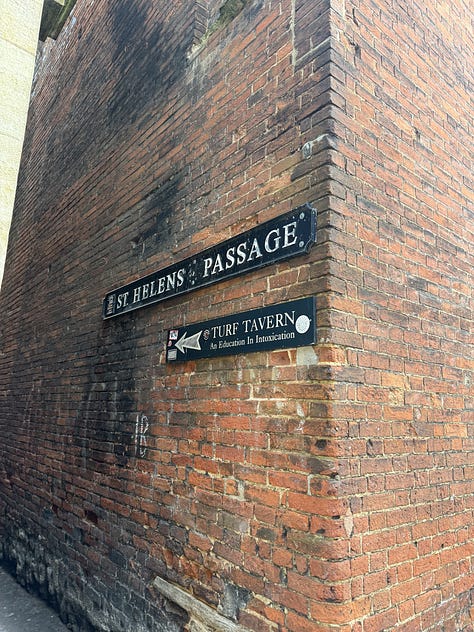 ST HELENS PASSAGE
TURF TAVERN
An Education In Intoxication